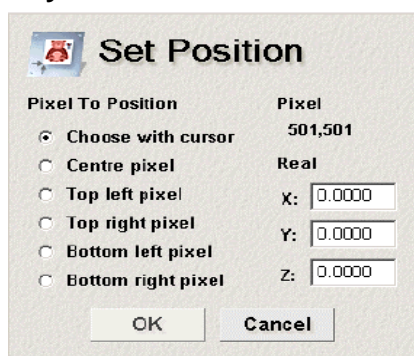 Set Position
Pixel To Position
Choose with cursor
Centre pixel
Top left pixel
Top right pixel
Bottom left pixel
Bottom right pixel
Pixel
501,501
Real
X: 0.0000
Y: 0.0000
Z: 0.0000
OK Cancel